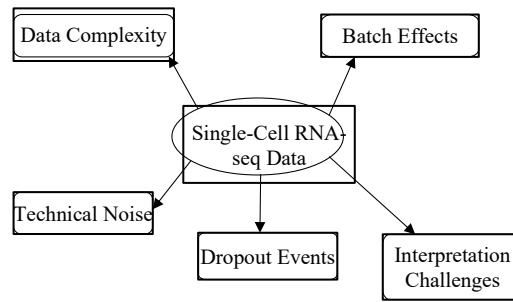 Data Complexity
Batch Effects
Single-Cell RNA-
seq Data
Technical Noise
Dropout Events
Interpretation
Challenges